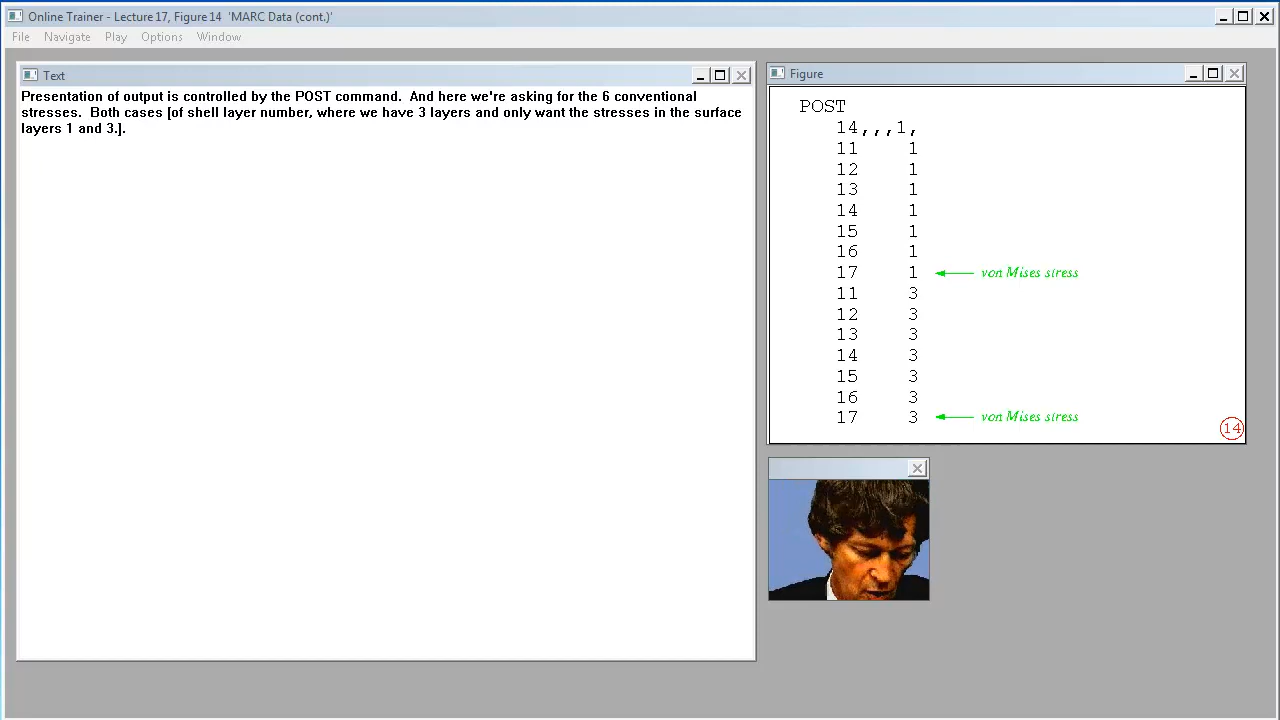 Online Trainer - Lecture 17, Figure 14 'MARC Data (cont.)'
File Navigate Play Options Window
Text
Presentation of output is controlled by the POST command. And here we're asking for the 6 conventional
stresses. Both cases [of shell layer number, where we have 3 layers and only want the stresses in the surface
layers 1 and 3.].
Figure
POST
14,,,1,
11 1
12 1
13 1
14 1
15 1
16 1
17 1 von Mises stress
11 3
12 3
13 3
14 3
15 3
16 3
17 3 von Mises stress
14